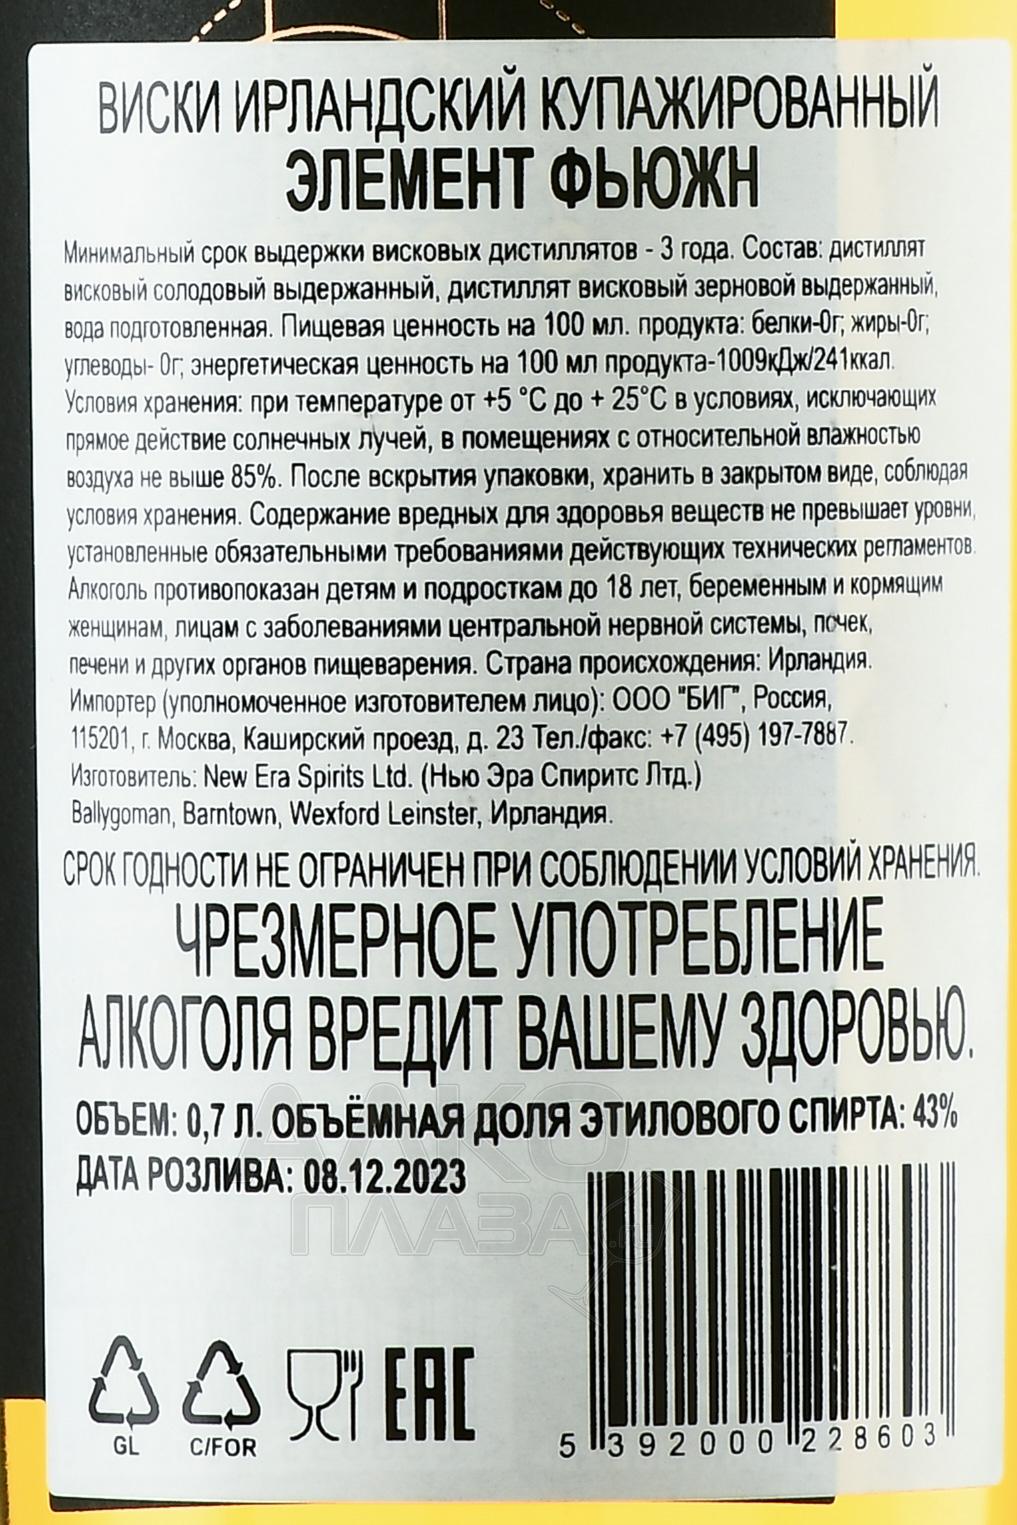 ВИСКИ ИРЛАНДСКИЙ КУПАЖИРОВАННЫЙ
ЭЛЕМЕНТ ФЬЮЖН
Минимальный срок выдержки висковых дистиллятов - 3 года. Состав: дистиллят
висковый солодовый выдержанный, дистиллят висковый зерновой выдержанный,
вода подготовленная. Пищевая ценность на 100 мл. продукта: белки-0г; жиры-0г;
углеводы- 0г; энергетическая ценность на 100 мл продукта-1009кДж/241ккал.
Условия хранения: при температуре от +5 °С до + 25°С в условиях, исключающих
прямое действие солнечных лучей, в помещениях с относительной влажностью
воздуха не выше 85%. После вскрытия упаковки, хранить в закрытом виде, соблюдая
условия хранения. Содержание вредных для здоровья веществ не превышает уровни,
установленные обязательными требованиями действующих технических регламентов.
Алкоголь противопоказан детям и подросткам до 18 лет, беременным и кормящим
женщинам, лицам с заболеваниями центральной нервной системы, почек,
печени и других органов пищеварения. Страна происхождения: Ирландия.
Импортер (уполномоченное изготовителем лицо): ООО "БИГ", Россия,
115201, г. Москва, Каширский проезд, д. 23 Тел./факс: +7 (495) 197-7887.
Изготовитель: New Era Spirits Ltd. (Нью Эра Спиритс Лтд.)
Ballygoman, Barntown, Wexford Leinster, Ирландия.
СРОК ГОДНОСТИ НЕ ОГРАНИЧЕН ПРИ СОБЛЮДЕНИИ УСЛОВИЙ ХРАНЕНИЯ.
ЧРЕЗМЕРНОЕ УПОТРЕБЛЕНИЕ
АЛКОГОЛЯ ВРЕДИТ ВАШЕМУ ЗДОРОВЬЮ.
ОБЪЕМ: 0,7 Л. ОБЪЁМНАЯ ДОЛЯ ЭТИЛОВОГО СПИРТА: 43%
ДАТА РОЗЛИВА: 08.12.2023
АЛКО
ПЛАЗА.ru
GL
C/FOR
EAC
5 392000 228603